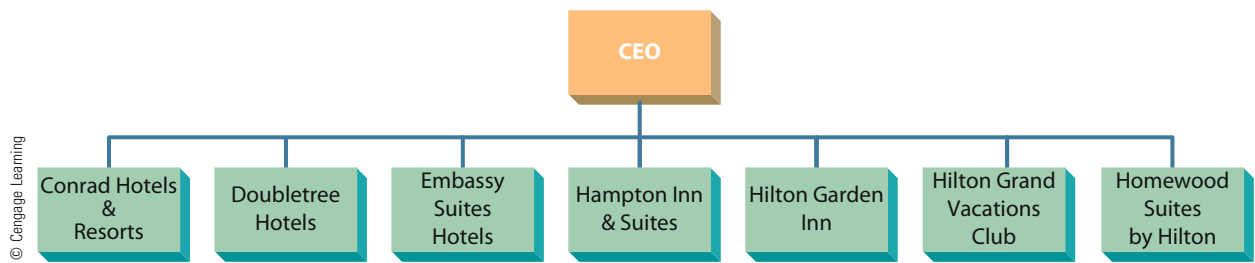 CEO
Conrad Hotels
&
Resorts
Doubletree
Hotels
Embassy
Suites
Hotels
Hampton Inn
& Suites
Hilton Garden
Inn
Hilton Grand
Vacations
Club
Homewood
Suites
by Hilton
© Cengage Learning